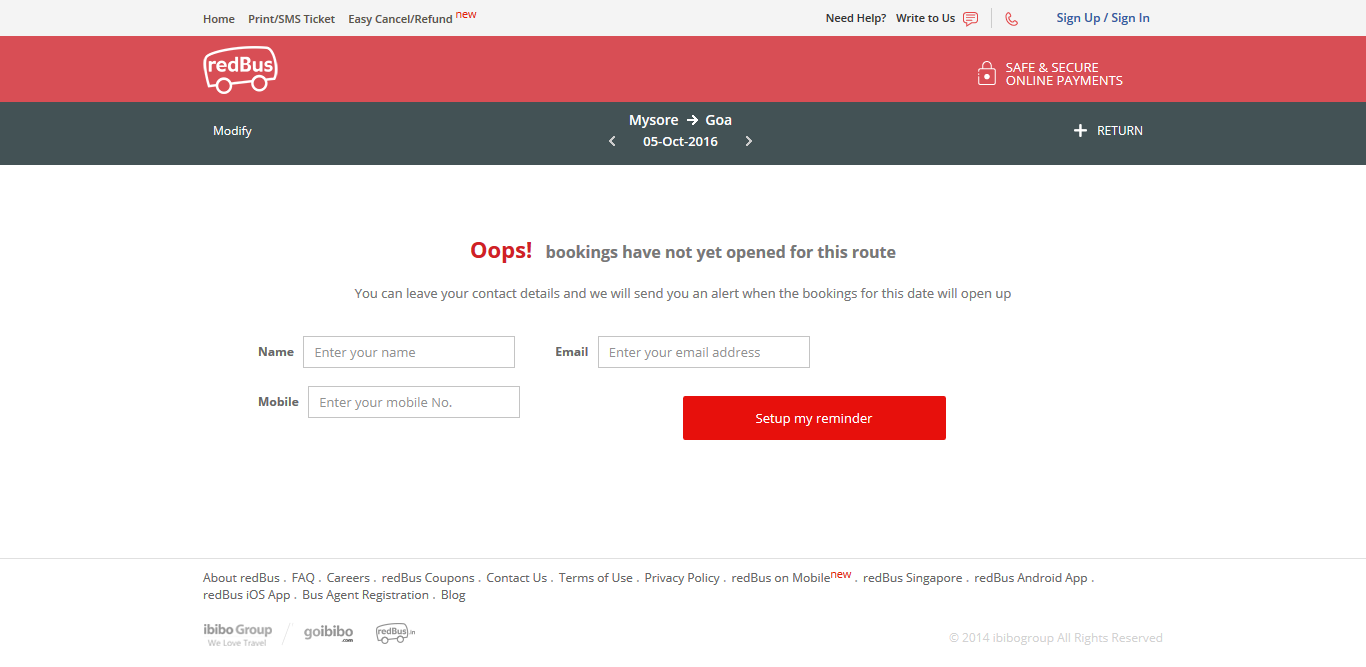 Home Print/SMS Ticket Easy Cancel/Refund new Need Help? Write to Us Sign Up / Sign In
redBus SAFE & SECURE
ONLINE PAYMENTS
Modify Mysore → Goa + RETURN
< 05-Oct-2016 >
Oops! bookings have not yet opened for this route
You can leave your contact details and we will send you an alert when the bookings for this date will open up
Name Enter your name Email Enter your email address
Mobile Enter your mobile No.
Setup my reminder
About redBus . FAQ . Careers . redBus Coupons . Contact Us . Terms of Use . Privacy Policy . redBus on Mobile new . redBus Singapore . redBus Android App .
redBus iOS App . Bus Agent Registration . Blog
ibibo Group goibibo.com redBus.in
We Love Travel
© 2014 ibibogroup All Rights Reserved